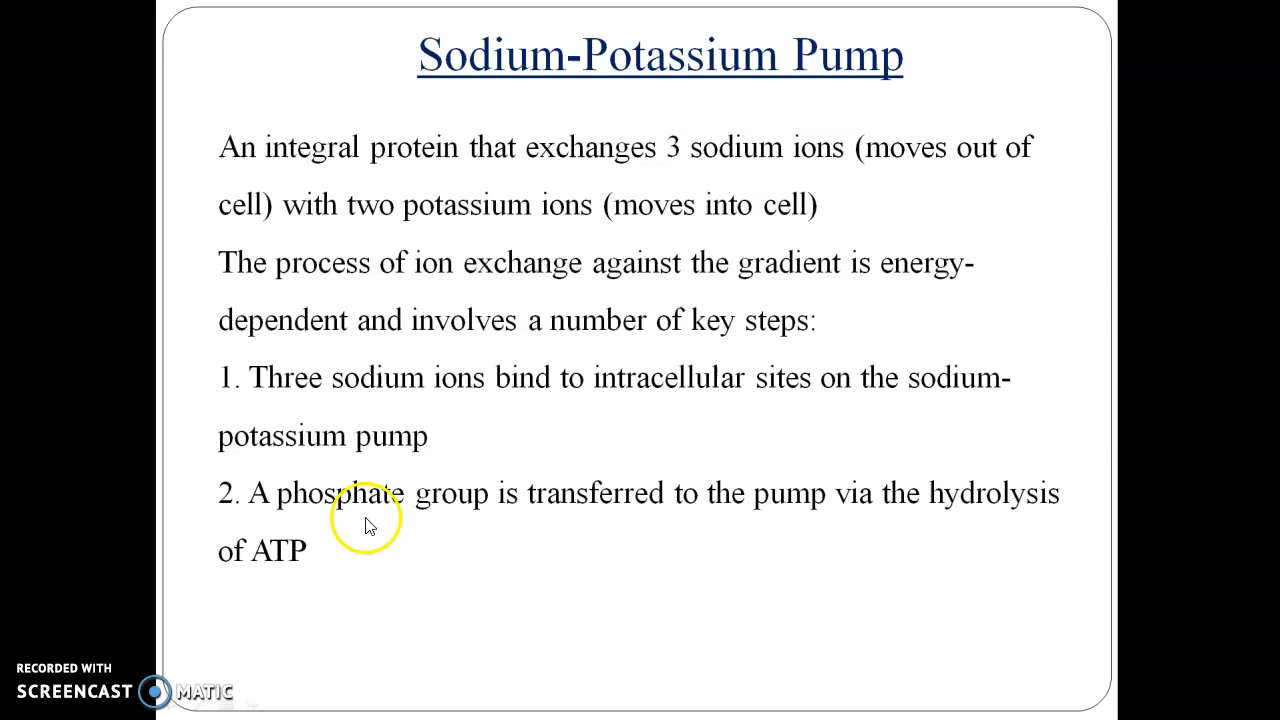 Sodium-Potassium Pump
An integral protein that exchanges 3 sodium ions (moves out of
cell) with two potassium ions (moves into cell)
The process of ion exchange against the gradient is energy-
dependent and involves a number of key steps:
1. Three sodium ions bind to intracellular sites on the sodium-
potassium pump
2. A phosphate group is transferred to the pump via the hydrolysis
of ATP
RECORDED WITH
SCREENCAST MATIC